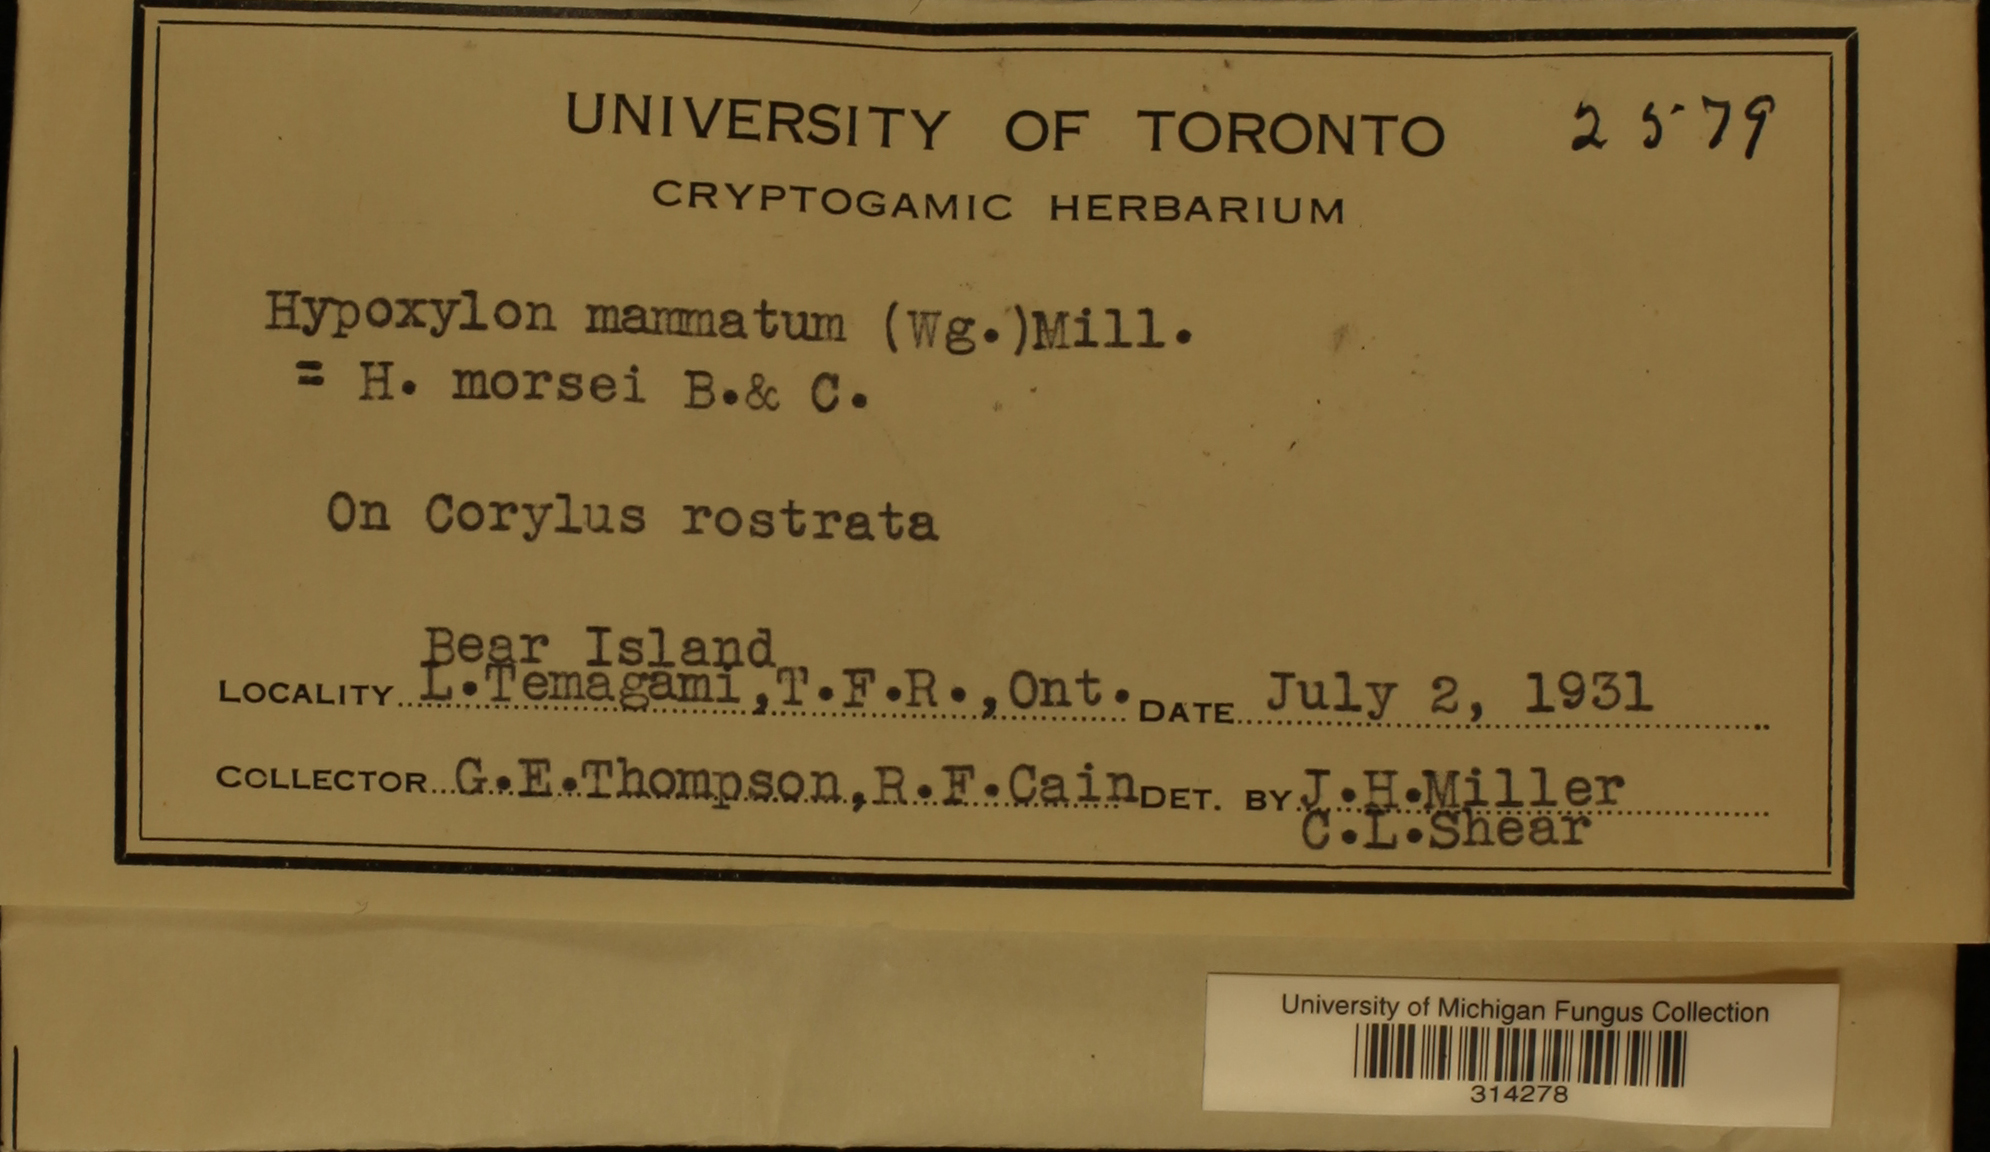 UNIVERSITY OF TORONTO 2579
CRYPTOGAMIC HERBARIUM
Hypoxylon mammatum (Wg.)Mill.
= H. morsei B.& C.
On Corylus rostrata
Bear Island
LOCALITY L.Temagami,T.F.R.,Ont. DATE July 2, 1931
COLLECTOR G.E.Thompson,R.F.Cain DET. BY J.H.Miller
C.L.Shear
University of Michigan Fungus Collection
314278